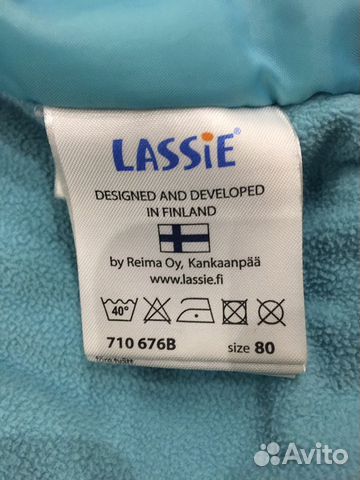 LASSiE®
DESIGNED AND DEVELOPED
IN FINLAND
by Reima Oy, Kankaanpää
www.lassie.fi
40°
710 676B size 80
Avito